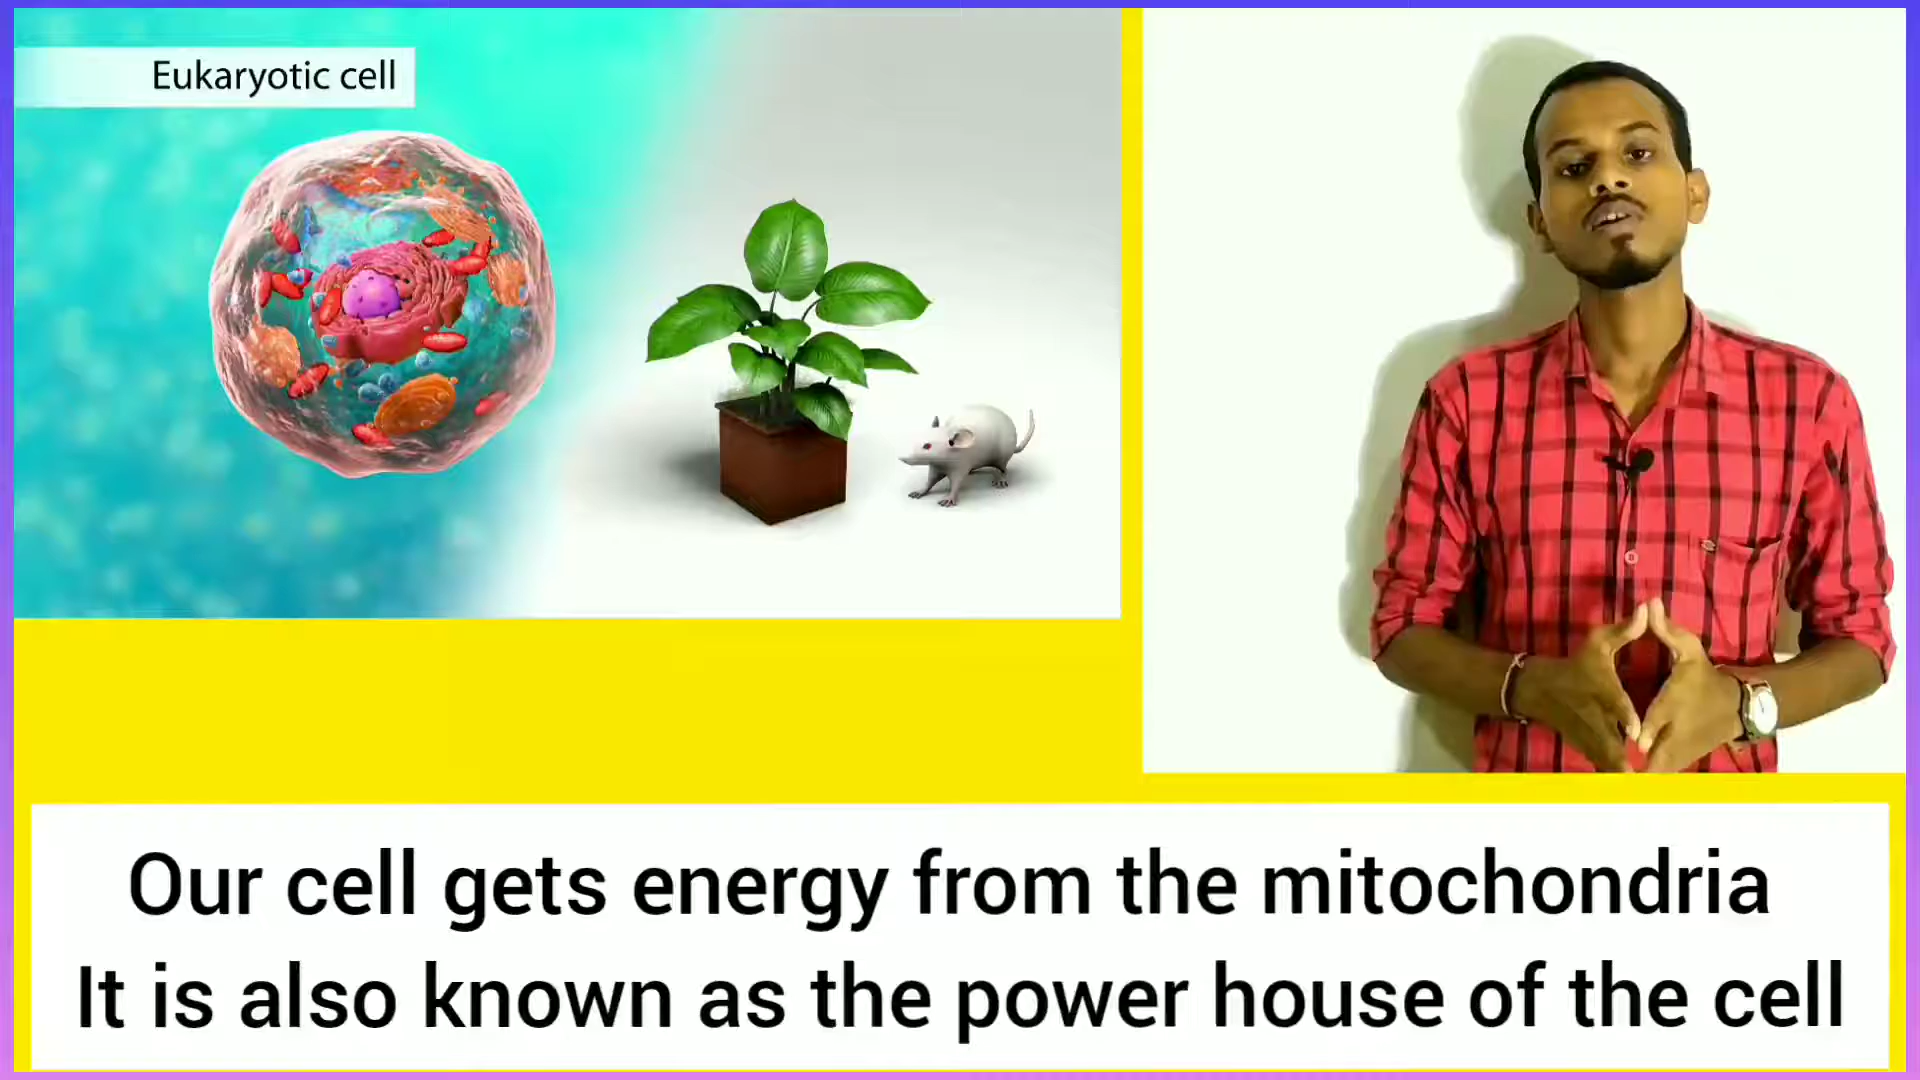 Eukaryotic cell
Our cell gets energy from the mitochondria
It is also known as the power house of the cell